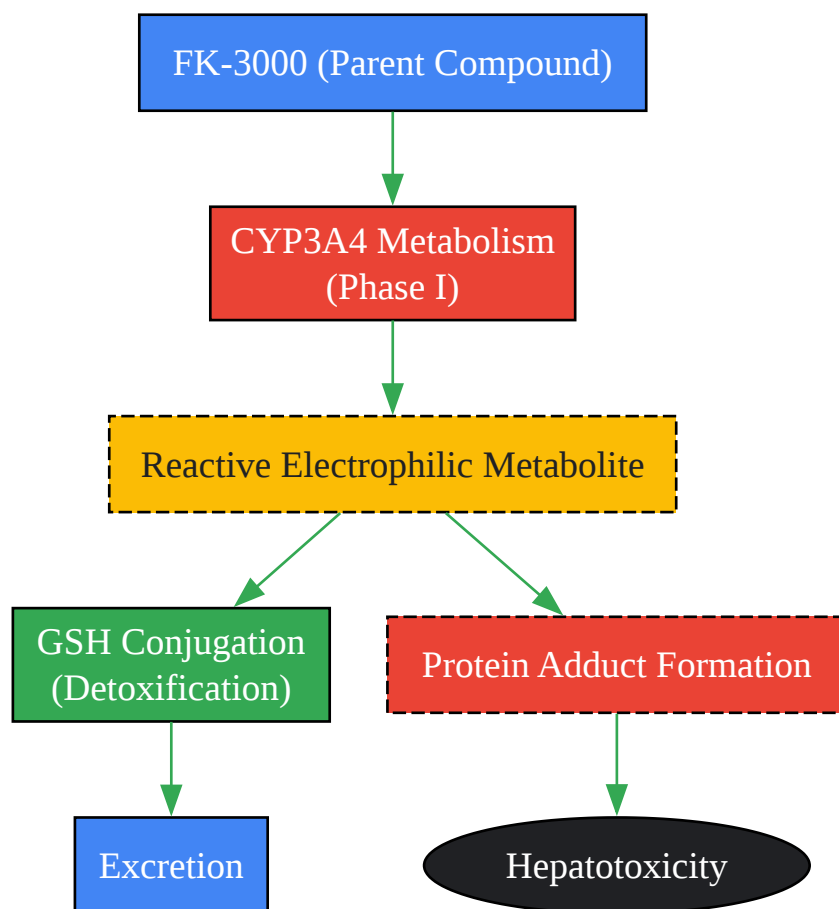 FK-3000 (Parent Compound)
CYP3A4 Metabolism
(Phase I)
Reactive Electrophilic Metabolite
GSH Conjugation
(Detoxification)
Protein Adduct Formation
Excretion
Hepatotoxicity